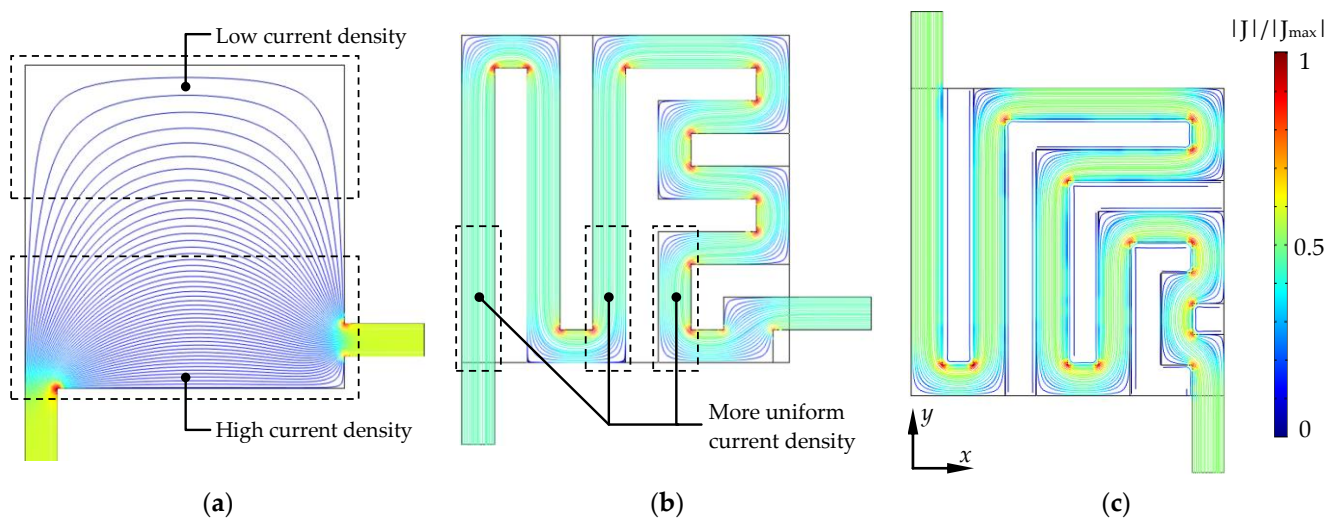 Low current density
High current density
(a)
More uniform
current density
(b)
y
x
(c)
|J|/|Jmax|
1
0.5
0